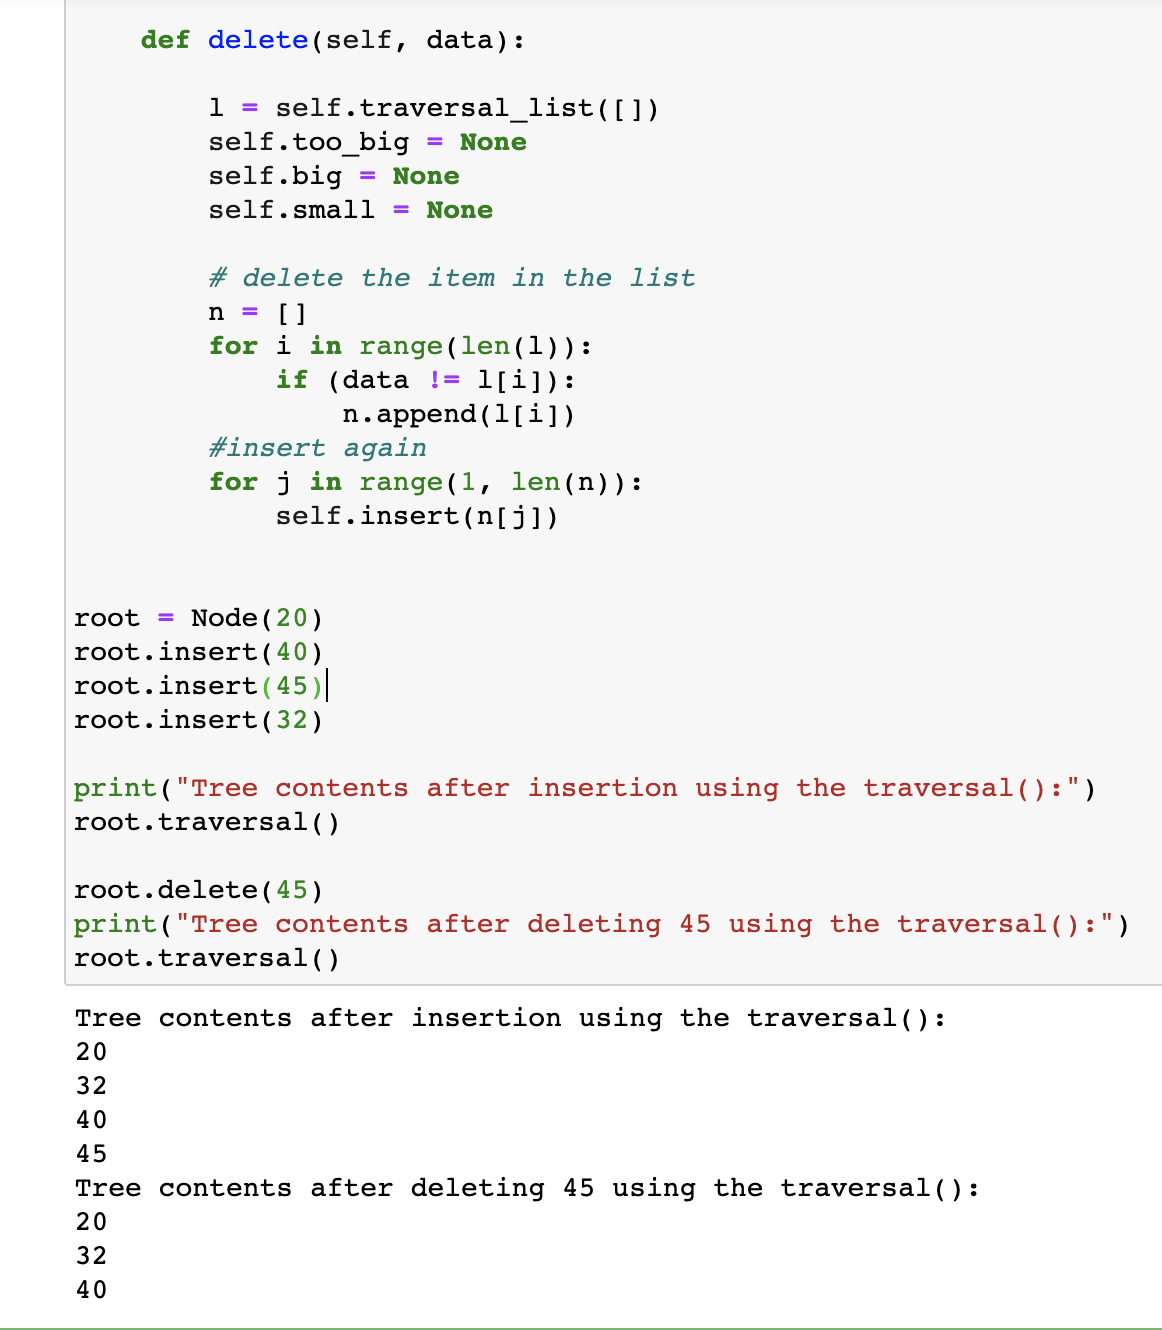 def delete(self, data):
l = self.traversal_list([])
self.too_big = None
self.big = None
self.small = None
# delete the item in the list
n = []
for i in range(len(l)):
if (data != l[i]):
n.append(l[i])
#insert again
for j in range(1, len(n)):
self.insert(n[j])
root = Node(20)
root.insert(40)
root.insert(45)
root.insert(32)
print("Tree contents after insertion using the traversal():")
root.traversal()
root.delete(45)
print("Tree contents after deleting 45 using the traversal():")
root.traversal()
Tree contents after insertion using the traversal():
20
32
40
45
Tree contents after deleting 45 using the traversal():
20
32
40